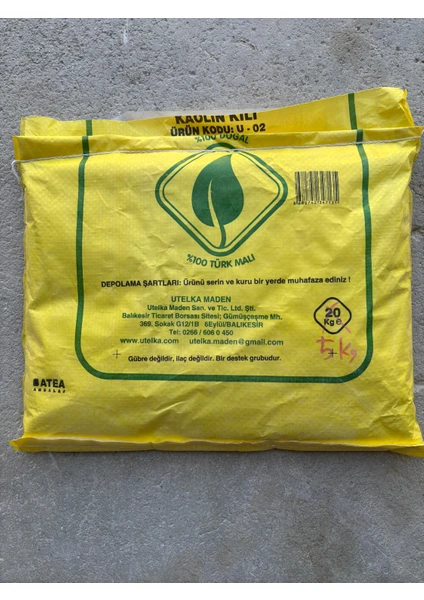 KAOLİN KİLİ
ÜRÜN KODU: U - 02
%100 DOĞAL
%100 TÜRK MALI
DEPOLAMA ŞARTLARI: Ürünü serin ve kuru bir yerde muhafaza ediniz !
UTELKA MADEN
Utelka Maden San. ve Tic. Ltd. Şti.
Balıkesir Ticaret Borsası Sitesi; Gümüşçeşme Mh.
369. Sokak G12/1B 6Eylül/BALIKESİR
Tel: 0266 / 606 0 450
www.utelka.com utelka.maden@gmail.com
Gübre değildir, ilaç değildir. Bir destek grubudur.
20
Kg e
5 Kg
ATEA
AMBALAJ